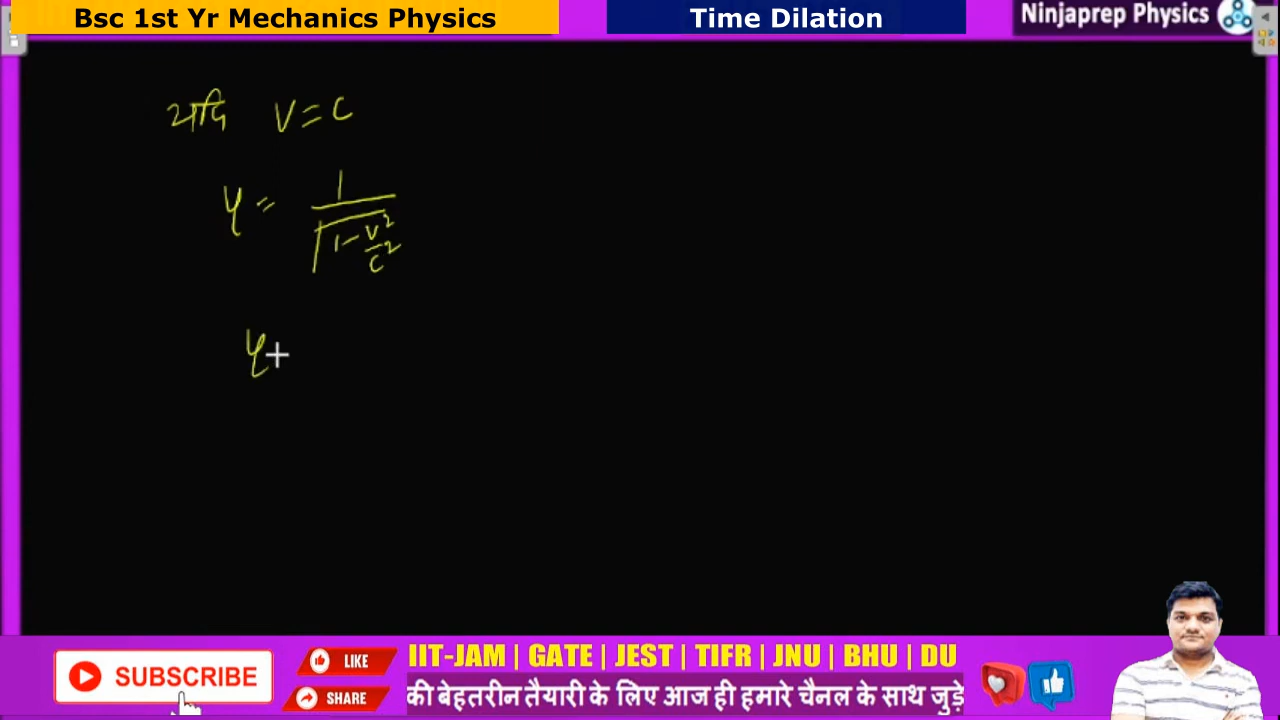 Bsc 1st Yr Mechanics Physics
Time Dilation
Ninjaprep Physics
यदि V = C
γ = 1 / √(1 - V²/C²)
γ
SUBSCRIBE
LIKE
SHARE
IIT-JAM | GATE | JEST | TIFR | JNU | BHU | DU
की बेहतरीन तैयारी के लिए आज ही हमारे चैनल के साथ जुड़े